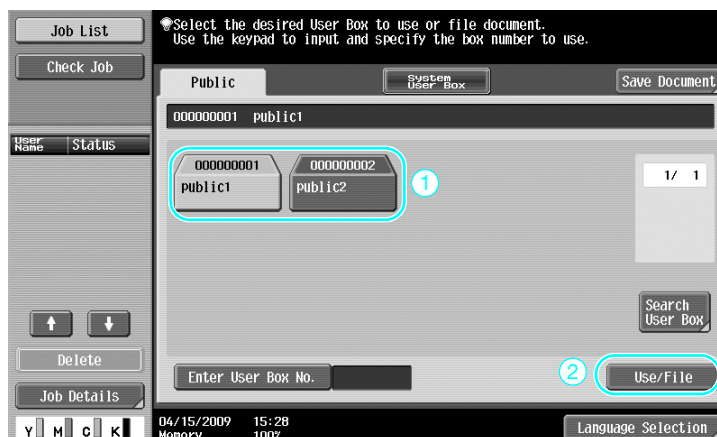 Job List
Check Job
User Name
Status
Delete
Job Details
Y M C K
Select the desired User Box to use or file document.
Use the keypad to input and specify the box number to use.
Public
System User Box
Save Document
000000001 public1
000000001
public1
000000002
public2
1
1/ 1
Search
User Box
2
Enter User Box No.
Use/File
04/15/2009 15:28
Memory 100%
Language Selection